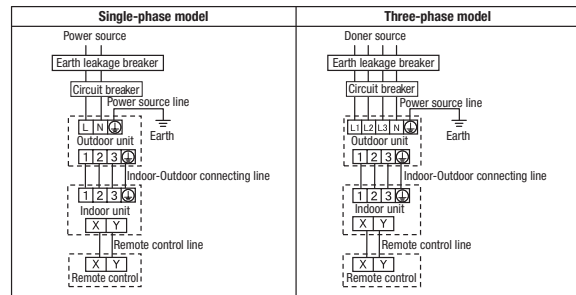 Single-phase model
Power source
Earth leakage breaker
Circuit breaker
Power source line
L N
Earth
Outdoor unit
1 2 3
Indoor-Outdoor connecting line
1 2 3
Indoor unit
X Y
Remote control line
X Y
Remote control
Three-phase model
Doner source
Earth leakage breaker
Circuit breaker
Power source line
L1 L2 L3 N
Earth
Outdoor unit
1 2 3
Indoor-Outdoor connecting line
1 2 3
Indoor unit
X Y
Remote control line
X Y
Remote control